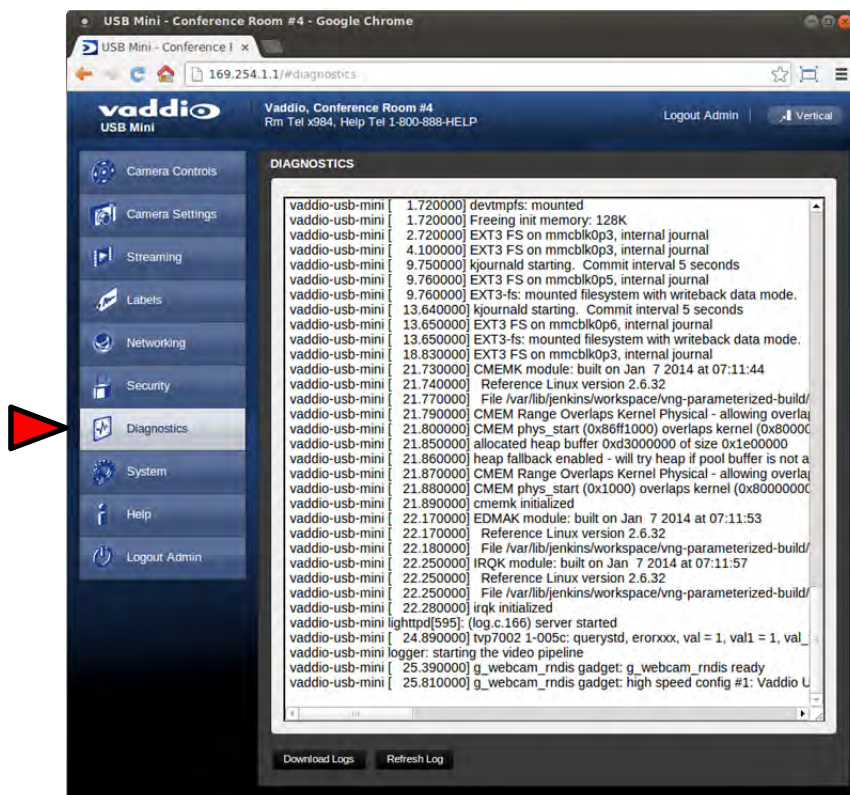 USB Mini - Conference Room #4 - Google Chrome
USB Mini - Conference
169.254.1.1/#diagnostics
vaddio
USB Mini
Vaddio, Conference Room #4
Rm Tel x984, Help Tel 1-800-888-HELP
Logout Admin
Vertical
Camera Controls
Camera Settings
Streaming
Labels
Networking
Security
Diagnostics
System
Help
Logout Admin
DIAGNOSTICS
vaddio-usb-mini [ 1.720000] devtmpfs: mounted
vaddio-usb-mini [ 1.720000] Freeing init memory: 128K
vaddio-usb-mini [ 2.720000] EXT3 FS on mmcblk0p3, internal journal
vaddio-usb-mini [ 4.100000] EXT3 FS on mmcblk0p3, internal journal
vaddio-usb-mini [ 9.750000] kjournald starting. Commit interval 5 seconds
vaddio-usb-mini [ 9.760000] EXT3 FS on mmcblk0p5, internal journal
vaddio-usb-mini [ 9.760000] EXT3-fs: mounted filesystem with writeback data mode.
vaddio-usb-mini [ 13.640000] kjournald starting. Commit interval 5 seconds
vaddio-usb-mini [ 13.650000] EXT3 FS on mmcblk0p6, internal journal
vaddio-usb-mini [ 13.650000] EXT3-fs: mounted filesystem with writeback data mode.
vaddio-usb-mini [ 18.830000] EXT3 FS on mmcblk0p3, internal journal
vaddio-usb-mini [ 21.730000] CMEMK module: built on Jan 7 2014 at 07:11:44
vaddio-usb-mini [ 21.740000] Reference Linux version 2.6.32
vaddio-usb-mini [ 21.770000] File /var/lib/jenkins/workspace/vng-parameterized-build/
vaddio-usb-mini [ 21.790000] CMEM Range Overlaps Kernel Physical - allowing overla
vaddio-usb-mini [ 21.800000] CMEM phys_start (0x86ff1000) overlaps kernel (0x80000
vaddio-usb-mini [ 21.850000] allocated heap buffer 0xd3000000 of size 0x1e00000
vaddio-usb-mini [ 21.860000] heap fallback enabled - will try heap if pool buffer is not a
vaddio-usb-mini [ 21.870000] CMEM Range Overlaps Kernel Physical - allowing overla
vaddio-usb-mini [ 21.880000] CMEM phys_start (0x1000) overlaps kernel (0x80000000
vaddio-usb-mini [ 21.890000] cmemk initialized
vaddio-usb-mini [ 22.170000] EDMAK module: built on Jan 7 2014 at 07:11:53
vaddio-usb-mini [ 22.170000] Reference Linux version 2.6.32
vaddio-usb-mini [ 22.180000] File /var/lib/jenkins/workspace/vng-parameterized-build/
vaddio-usb-mini [ 22.250000] IRQK module: built on Jan 7 2014 at 07:11:57
vaddio-usb-mini [ 22.250000] Reference Linux version 2.6.32
vaddio-usb-mini [ 22.250000] File /var/lib/jenkins/workspace/vng-parameterized-build/
vaddio-usb-mini [ 22.280000] irqk initialized
vaddio-usb-mini lighttpd[595]: (log.c.166) server started
vaddio-usb-mini [ 24.890000] tvp7002 1-005c: querystd, erorxxx, val = 1, val1 = 1, val_
vaddio-usb-mini logger: starting the video pipeline
vaddio-usb-mini [ 25.390000] g_webcam_rndis gadget: g_webcam_rndis ready
vaddio-usb-mini [ 25.810000] g_webcam_rndis gadget: high speed config #1: Vaddio U
Download Logs
Refresh Log